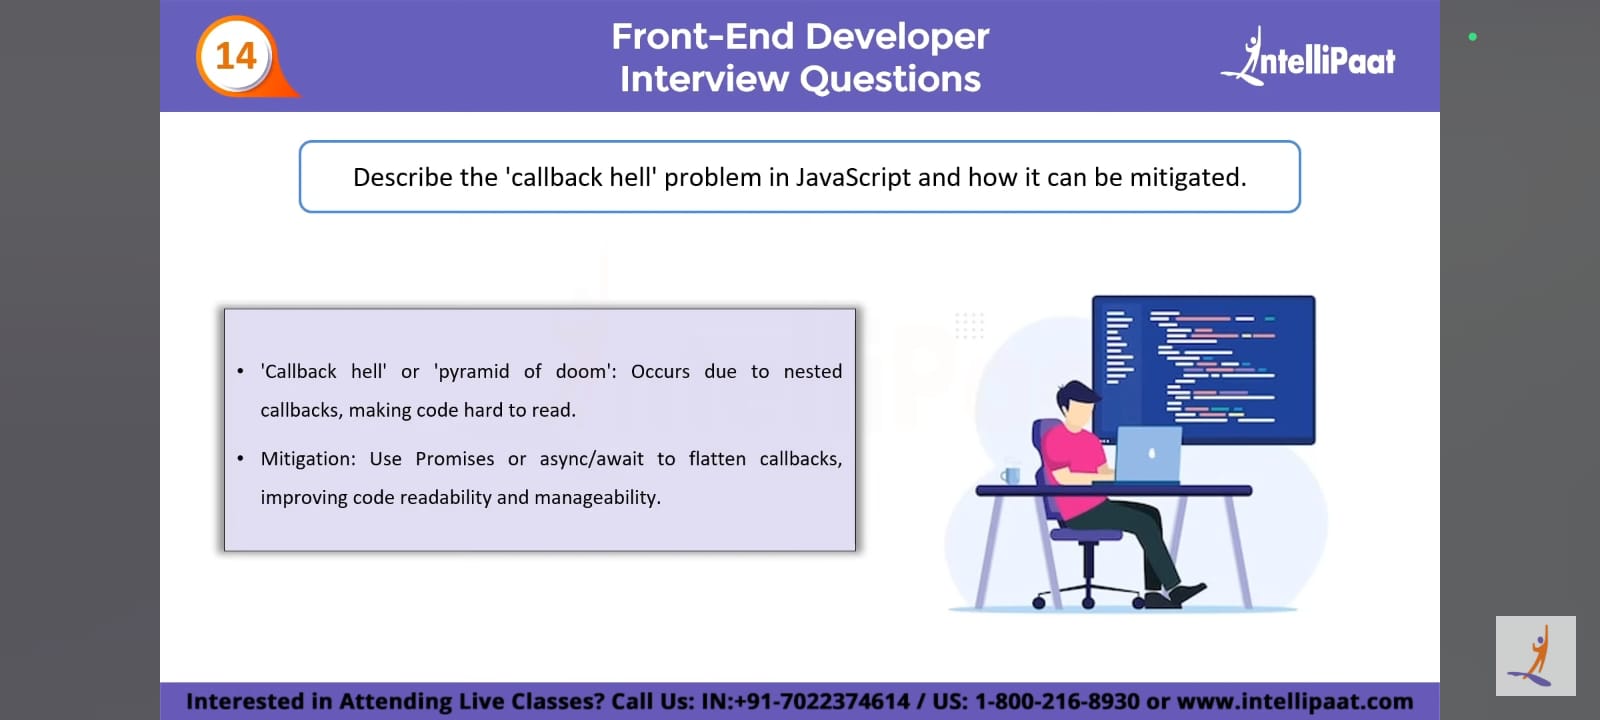 14
Front-End Developer
Interview Questions
IntelliPaat
Describe the 'callback hell' problem in JavaScript and how it can be mitigated.
• 'Callback hell' or 'pyramid of doom': Occurs due to nested
callbacks, making code hard to read.
• Mitigation: Use Promises or async/await to flatten callbacks,
improving code readability and manageability.
Interested in Attending Live Classes? Call Us: IN:+91-7022374614 / US: 1-800-216-8930 or www.intellipaat.com